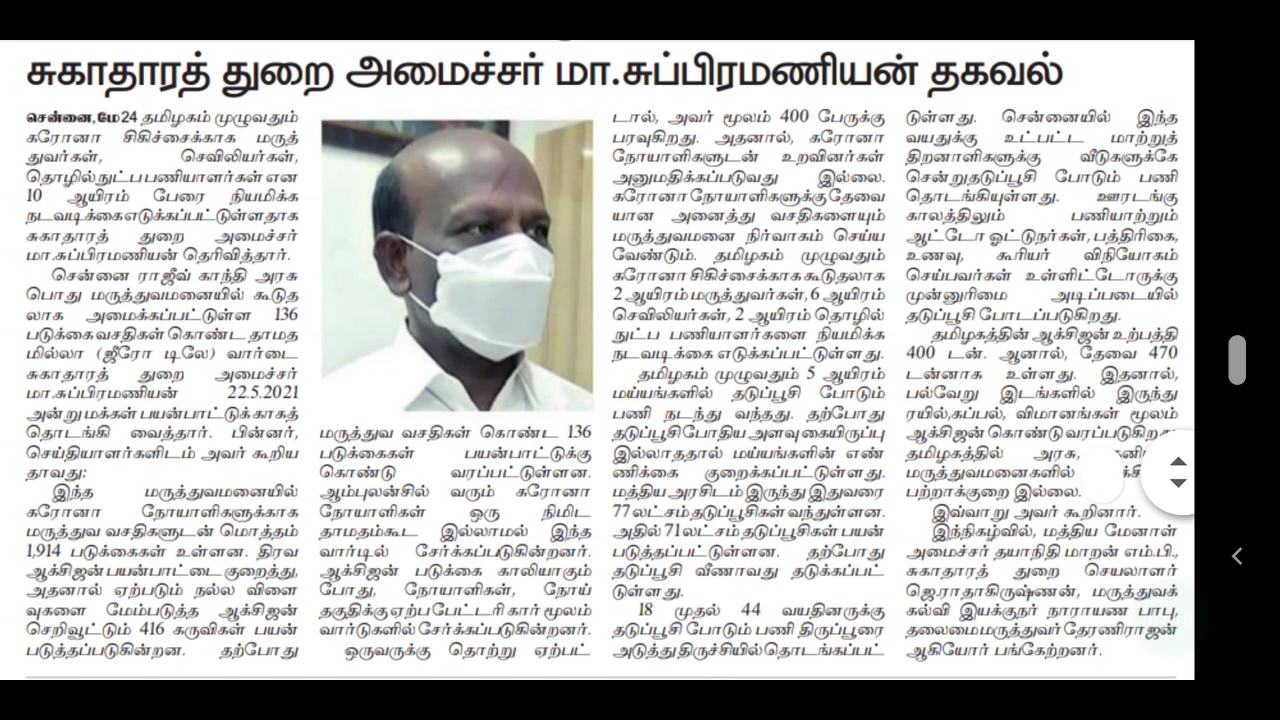 சுகாதாரத் துறை அமைச்சர் மா.சுப்பிரமணியன் தகவல்
சென்னை, மே 24 தமிழகம் முழுவதும்
கரோனா சிகிச்சைக்காக மருத்
துவர்கள், செவிலியர்கள்,
தொழில்நுட்ப பணியாளர்கள் என
10 ஆயிரம் பேரை நியமிக்க
நடவடிக்கை எடுக்கப்பட்டுள்ளதாக
சுகாதாரத் துறை அமைச்சர்
மா.சுப்பிரமணியன் தெரிவித்தார்.
சென்னை ராஜீவ் காந்தி அரசு
பொது மருத்துவமனையில் கூடுத
லாக அமைக்கப்பட்டுள்ள 136
படுக்கை வசதிகள் கொண்ட தாமத
மில்லா (ஜீரோ டிலே) வார்டை
சுகாதாரத் துறை அமைச்சர்
மா.சுப்பிரமணியன் 22.5.2021
அன்று மக்கள் பயன்பாட்டுக்காகத்
தொடங்கி வைத்தார். பின்னர்,
செய்தியாளர்களிடம் அவர் கூறிய
தாவது:
இந்த மருத்துவமனையில்
கரோனா நோயாளிகளுக்காக
மருத்துவ வசதிகளுடன் மொத்தம்
1,914 படுக்கைகள் உள்ளன. திரவ
ஆக்சிஜன் பயன்பாட்டை குறைத்து,
அதனால் ஏற்படும் நல்ல விளை
வுகளை மேம்படுத்த ஆக்சிஜன்
செறிவூட்டும் 416 கருவிகள் பயன்
படுத்தப்படுகின்றன. தற்போது
மருத்துவ வசதிகள் கொண்ட 136
படுக்கைகள் பயன்பாட்டுக்கு
கொண்டு வரப்பட்டுள்ளன.
ஆம்புலன்சில் வரும் கரோனா
நோயாளிகள் ஒரு நிமிட
தாமதம்கூட இல்லாமல் இந்த
வார்டில் சேர்க்கப்படுகின்றனர்.
ஆக்சிஜன் படுக்கை காலியாகும்
போது, நோயாளிகள், நோய்
தகுதிக்கு ஏற்ப பேட்டரி கார் மூலம்
வார்டுகளில் சேர்க்கப்படுகின்றனர்.
ஒருவருக்கு தொற்று ஏற்பட்
டால், அவர் மூலம் 400 பேருக்கு
பரவுகிறது. அதனால், கரோனா
நோயாளிகளுடன் உறவினர்கள்
அனுமதிக்கப்படுவது இல்லை.
கரோனா நோயாளிகளுக்கு தேவை
யான அனைத்து வசதிகளையும்
மருத்துவமனை நிர்வாகம் செய்ய
வேண்டும். தமிழகம் முழுவதும்
கரோனா சிகிச்சைக்காக கூடுதலாக
2 ஆயிரம் மருத்துவர்கள், 6 ஆயிரம்
செவிலியர்கள், 2 ஆயிரம் தொழில்
நுட்ப பணியாளர்களை நியமிக்க
நடவடிக்கை எடுக்கப்பட்டுள்ளது.
தமிழகம் முழுவதும் 5 ஆயிரம்
மய்யங்களில் தடுப்பூசி போடும்
பணி நடந்து வந்தது. தற்போது
தடுப்பூசி போதிய அளவு கையிருப்பு
இல்லாததால் மய்யங்களின் எண்
ணிக்கை குறைக்கப்பட்டுள்ளது.
மத்திய அரசிடம் இருந்து இதுவரை
77 லட்சம் தடுப்பூசிகள் வந்துள்ளன.
அதில் 71 லட்சம் தடுப்பூசிகள் பயன்
படுத்தப்பட்டுள்ளன. தற்போது
தடுப்பூசி வீணாவது தடுக்கப்பட்
டுள்ளது.
18 முதல் 44 வயதினருக்கு
தடுப்பூசி போடும் பணி திருப்பூரை
அடுத்து திருச்சியில் தொடங்கப்பட்
டுள்ளது. சென்னையில் இந்த
வயதுக்கு உட்பட்ட மாற்றுத்
திறனாளிகளுக்கு வீடுகளுக்கே
சென்று தடுப்பூசி போடும் பணி
தொடங்கியுள்ளது. ஊரடங்கு
காலத்திலும் பணியாற்றும்
ஆட்டோ ஓட்டுநர்கள், பத்திரிகை,
உணவு, கூரியர் விநியோகம்
செய்பவர்கள் உள்ளிட்டோருக்கு
முன்னுரிமை அடிப்படையில்
தடுப்பூசி போடப்படுகிறது.
தமிழகத்தின் ஆக்சிஜன் உற்பத்தி
400 டன். ஆனால், தேவை 470
டன்னாக உள்ளது. இதனால்,
பல்வேறு இடங்களில் இருந்து
ரயில், கப்பல், விமானங்கள் மூலம்
ஆக்சிஜன் கொண்டு வரப்படுகிறது.
தமிழகத்தில் அரசு,
மருத்துவமனைகளில்
பற்றாக்குறை இல்லை.
இவ்வாறு அவர் கூறினார்.
இந்நிகழ்வில், மத்திய மேனாள்
அமைச்சர் தயாநிதி மாறன் எம்.பி.,
சுகாதாரத் துறை செயலாளர்
ஜெ.ராதாகிருஷ்ணன், மருத்துவக்
கல்வி இயக்குநர் நாராயண பாபு,
தலைமை மருத்துவர் தேரணிராஜன்
ஆகியோர் பங்கேற்றனர்.